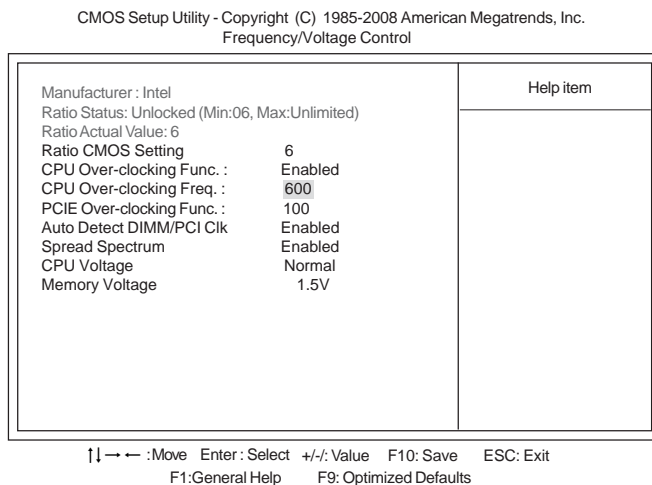 CMOS Setup Utility - Copyright (C) 1985-2008 American Megatrends, Inc.
Frequency/Voltage Control
Manufacturer : Intel
Ratio Status: Unlocked (Min:06, Max:Unlimited)
Ratio Actual Value: 6
Ratio CMOS Setting 6
CPU Over-clocking Func. : Enabled
CPU Over-clocking Freq. : 600
PCIE Over-clocking Func. : 100
Auto Detect DIMM/PCI Clk Enabled
Spread Spectrum Enabled
CPU Voltage Normal
Memory Voltage 1.5V
Help item
↑↓→← :Move Enter : Select +/-/: Value F10: Save ESC: Exit
F1:General Help F9: Optimized Defaults